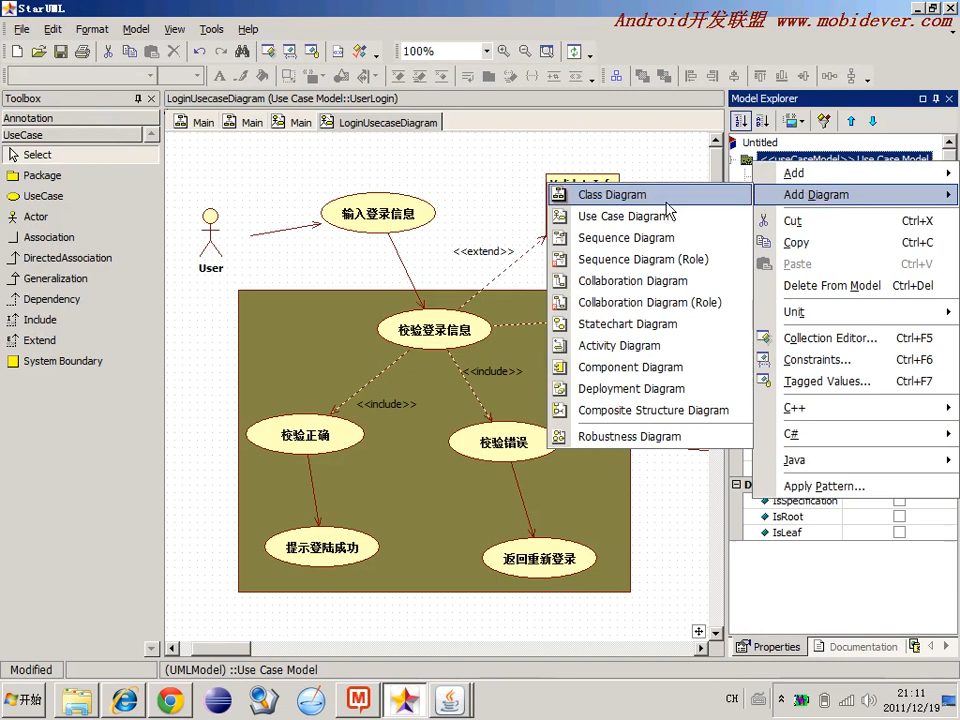 StarUML
Android开发联盟 www.mobidever.com
File Edit Format Model View Tools Help
100%
Toolbox
LoginUsecaseDiagram (Use Case Model::UserLogin)
Model Explorer
Annotation
UseCase
Select
Package
UseCase
Actor
Association
DirectedAssociation
Generalization
Dependency
Include
Extend
System Boundary
Main Main Main LoginUsecaseDiagram
输入登录信息
User
<<extend>>
校验登录信息
<<include>>
<<include>>
校验正确
校验错误
提示登陆成功
返回重新登录
Class Diagram
Use Case Diagram
Sequence Diagram
Sequence Diagram (Role)
Collaboration Diagram
Collaboration Diagram (Role)
Statechart Diagram
Activity Diagram
Component Diagram
Deployment Diagram
Composite Structure Diagram
Robustness Diagram
Untitled
<<useCaseModel>> Use Case Model
Add
Add Diagram
Cut Ctrl+X
Copy Ctrl+C
Paste Ctrl+V
Delete From Model Ctrl+Del
Unit
Collection Editor... Ctrl+F5
Constraints... Ctrl+F6
Tagged Values... Ctrl+F7
C++
C#
Java
Apply Pattern...
IsSpecification
IsRoot
IsLeaf
Properties Documentation
Modified (UMLModel) ::Use Case Model
开始
CH
21:11
2011/12/19